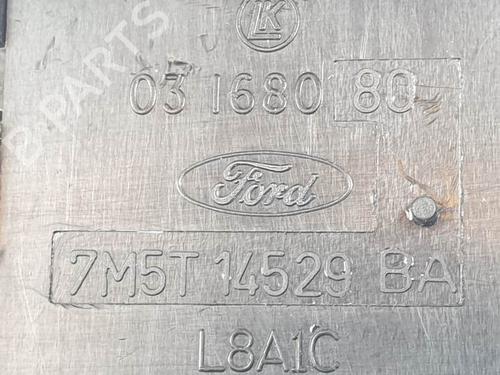 LK
03 1680 80
Ford
7M5T 14529 BA
L8A1C
B-PARTS